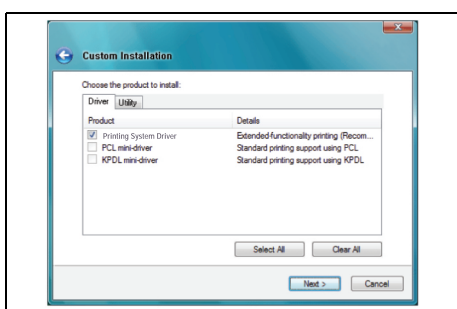 Custom Installation
Choose the product to install:
Driver Utility
Product Details
Printing System Driver Extended-functionality printing (Recom...
PCL mini-driver Standard printing support using PCL
KPDL mini-driver Standard printing support using KPDL
Select All Clear All
Next > Cancel